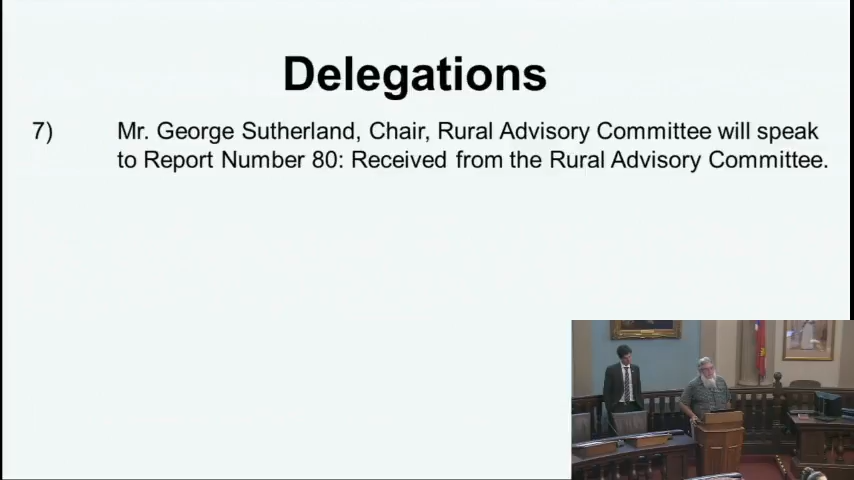 Delegations
7) Mr. George Sutherland, Chair, Rural Advisory Committee will speak
to Report Number 80: Received from the Rural Advisory Committee.